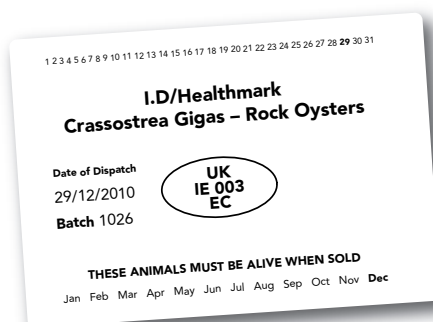 1 2 3 4 5 6 7 8 9 10 11 12 13 14 15 16 17 18 19 20 21 22 23 24 25 26 27 28 29 30 31
I.D/Healthmark
Crassostrea Gigas – Rock Oysters
Date of Dispatch
29/12/2010
Batch 1026
UK
IE 003
EC
THESE ANIMALS MUST BE ALIVE WHEN SOLD
Jan Feb Mar Apr May Jun Jul Aug Sep Oct Nov Dec